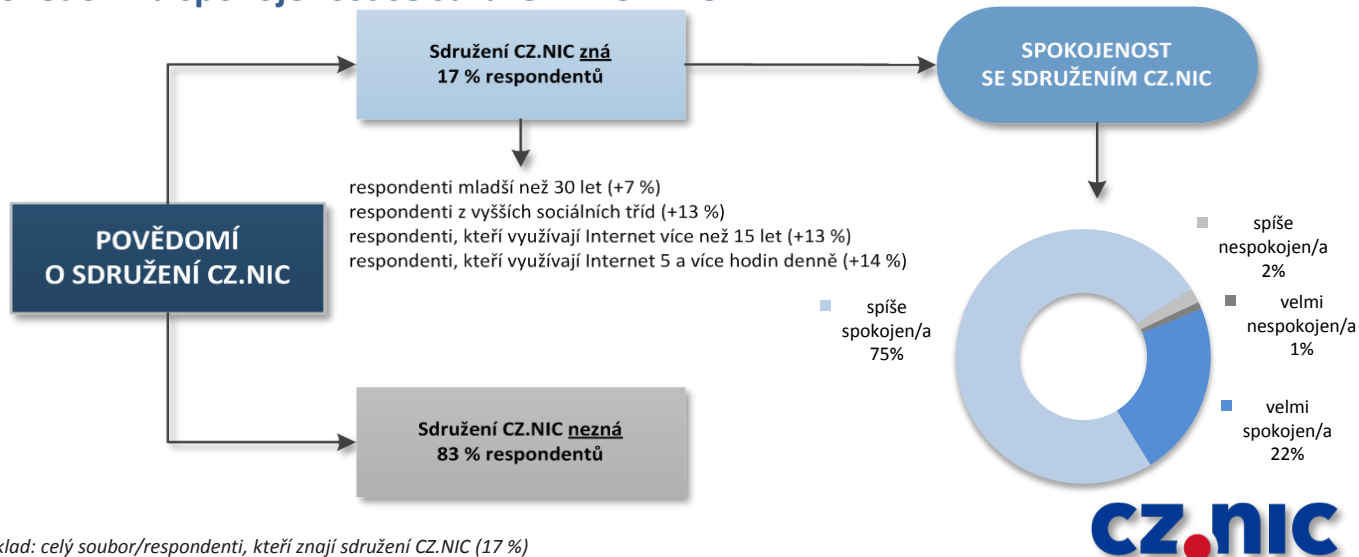 Sdružení CZ.NIC zná
17 % respondentů
SPOKOJENOST
SE SDRUŽENÍM CZ.NIC
respondenti mladší než 30 let (+7 %)
respondenti z vyšších sociálních tříd (+13 %)
respondenti, kteří využívají Internet více než 15 let (+13 %)
respondenti, kteří využívají Internet 5 a více hodin denně (+14 %)
POVĚDOMÍ
O SDRUŽENÍ CZ.NIC
spíše
nespokojen/a
2%
velmi
nespokojen/a
1%
spíše
spokojen/a
75%
velmi
spokojen/a
22%
Sdružení CZ.NIC nezná
83 % respondentů
cz.nic
celý soubor/respondenti, kteří znají sdružení CZ.NIC (17 %)